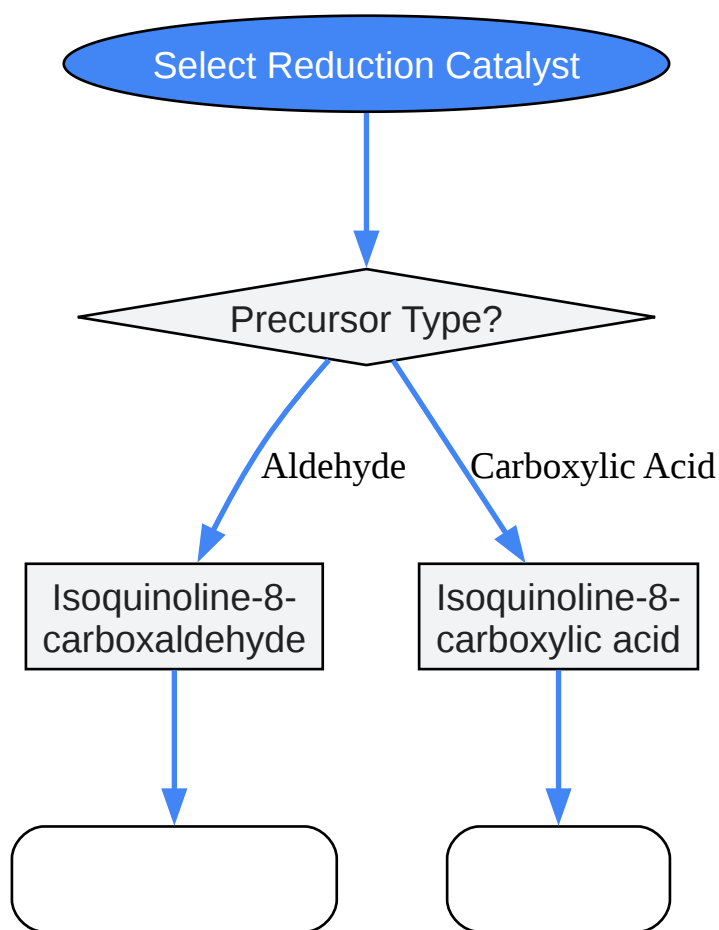 Select Reduction Catalyst
Precursor Type?
Aldehyde
Carboxylic Acid
Isoquinoline-8-
carboxaldehyde
Isoquinoline-8-
carboxylic acid